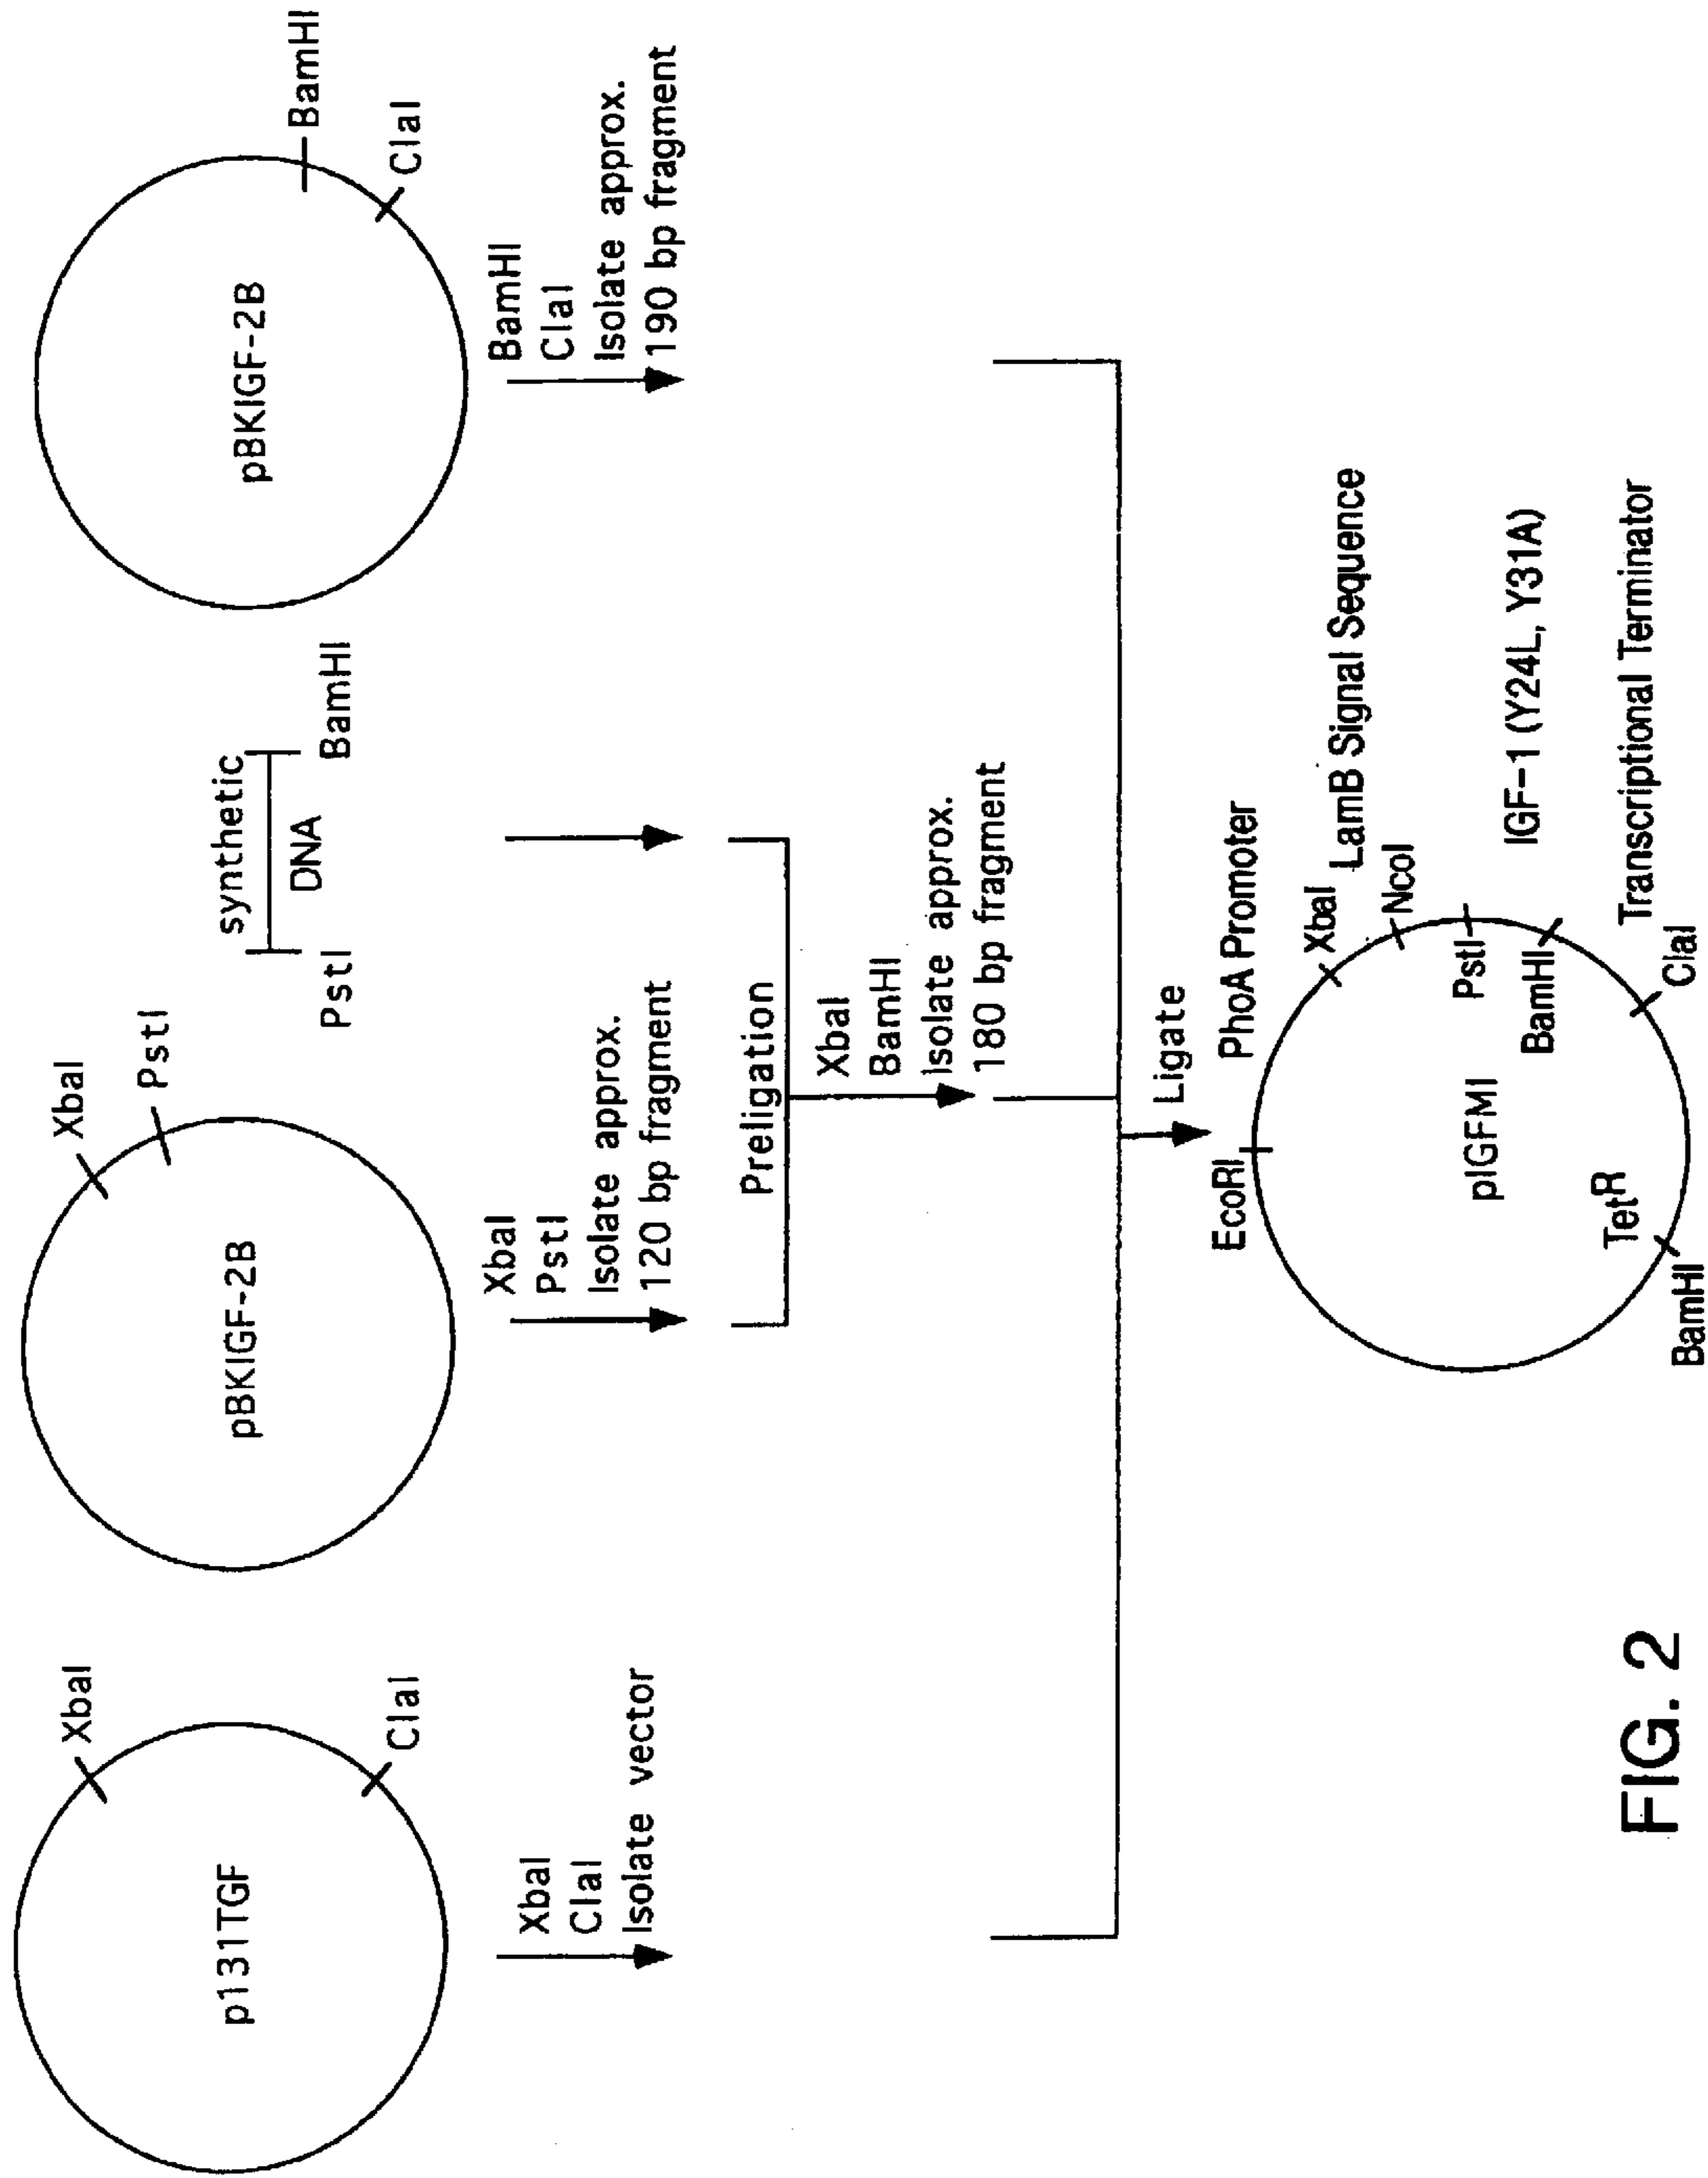 p131TGF
XbaI
ClaI
XbaI
ClaI
Isolate vector
pBKIGF-2B
XbaI
PstI
XbaI
PstI
Isolate approx.
120 bp fragment
synthetic
DNA
PstI
BamHI
pBKIGF-2B
BamHI
ClaI
BamHI
ClaI
Isolate approx.
190 bp fragment
Preligation
XbaI
BamHI
Isolate approx.
180 bp fragment
Ligate
EcoRI
PhoA Promoter
XbaI
LamB Signal Sequence
NcoI
PstI
BamHI
IGF-1 (Y24L, Y31A)
pIGFMI
TetR
BamHI
Transcriptional Terminator
ClaI
FIG. 2